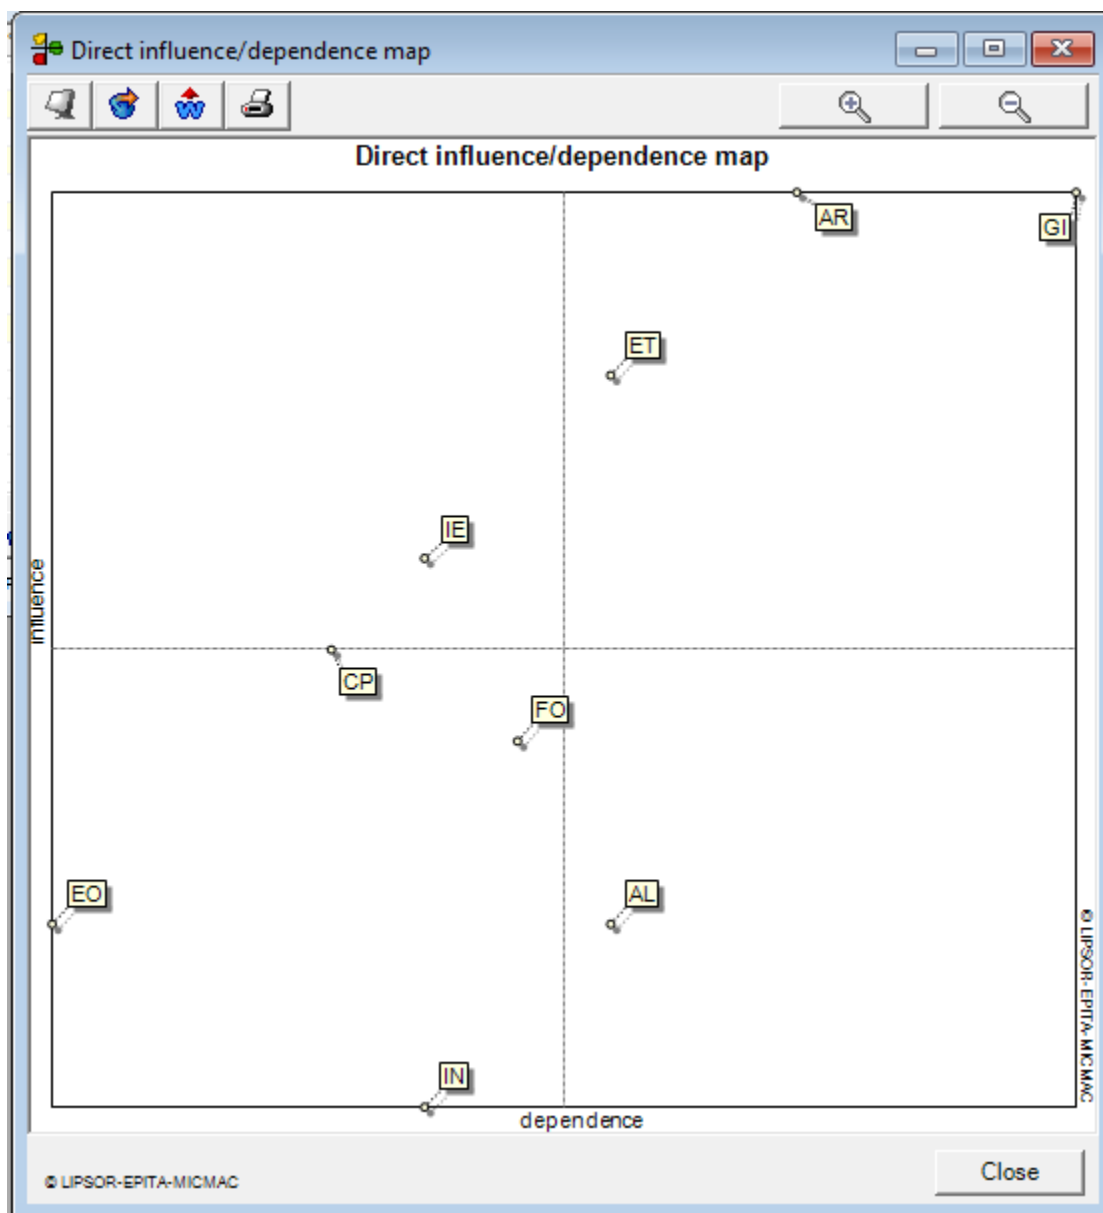 Direct influence/dependence map
Direct influence/dependence map
AR
GI
ET
IE
influence
CP
FO
EO
AL
© LIPSOR-EPITA-MICMAC
IN
dependence
© LIPSOR-EPITA-MICMAC
Close